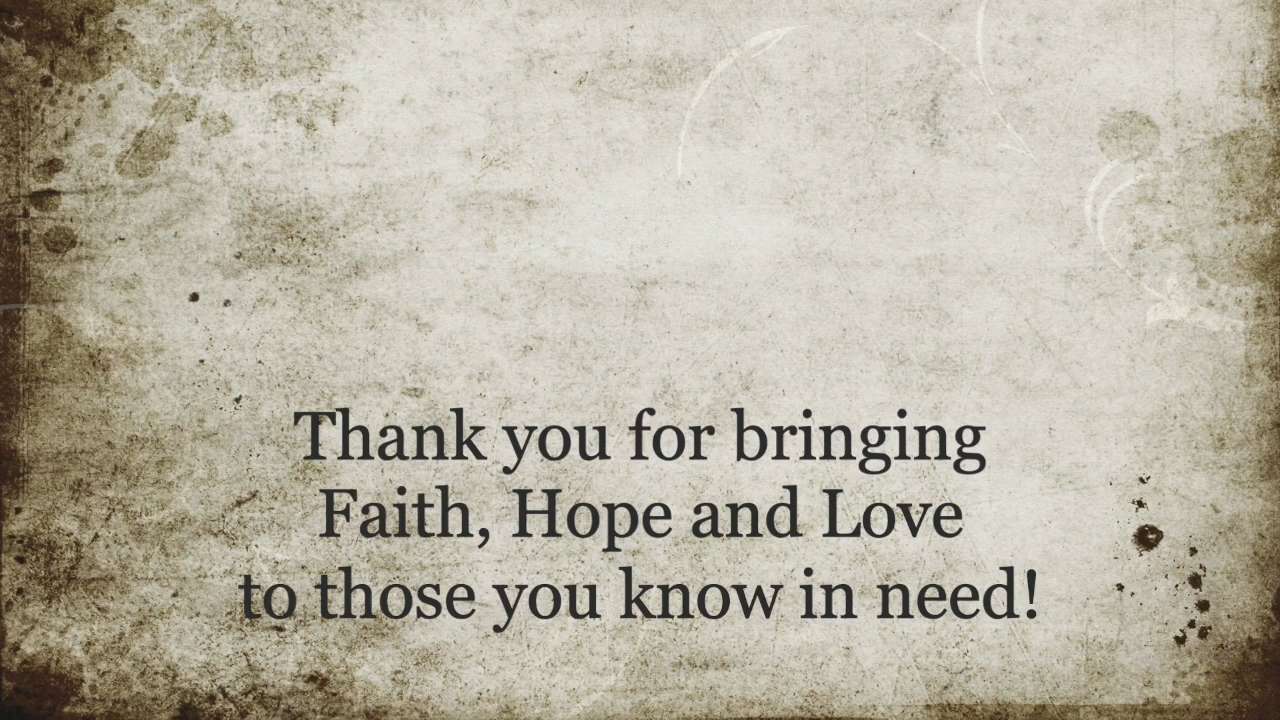 Thank you for bringing
Faith, Hope and Love
to those you know in need!